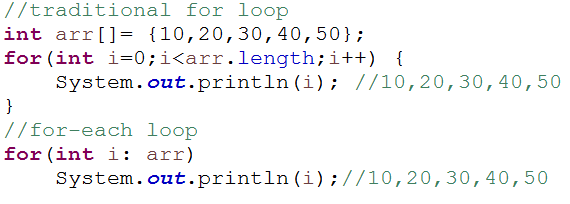 //traditional for loop
int arr[]= {10,20,30,40,50};
for(int i=0;i<arr.length;i++) {
    System.out.println(i); //10,20,30,40,50
}
//for-each loop
for(int i: arr)
    System.out.println(i);//10,20,30,40,50